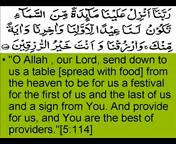 رَبَّنَآ أَنزِلْ عَلَيْنَا مَآئِدَةً مِّنَ ٱلسَّمَآءِ
تَكُونُ لَنَا عِيدًا لِّأَوَّلِنَا وَءَاخِرِنَا وَءَايَةً
مِّنكَ وَٱرْزُقْنَا وَأَنتَ خَيْرُ ٱلرَّٰزِقِينَ
• "O Allah , our Lord, send down to
us a table [spread with food] from
the heaven to be for us a festival
for the first of us and the last of us
and a sign from You. And provide
for us, and You are the best of
providers."[5:114]